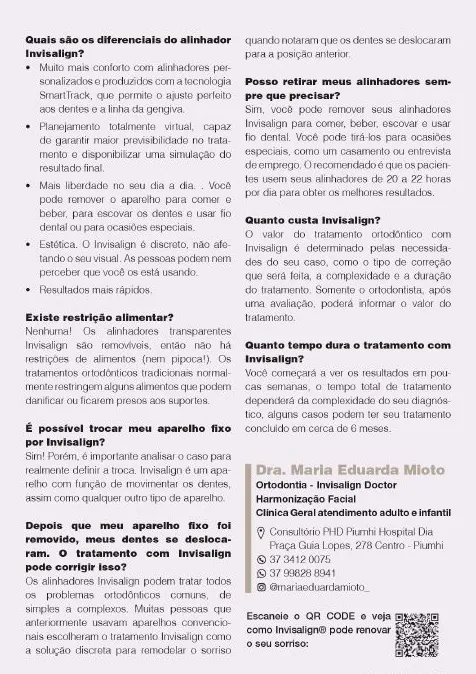 Quais são os diferenciais do alinhador
Invisalign?
• Muito mais conforto com alinhadores per-
sonalizados e produzidos com a tecnologia
SmartTrack, que permite o ajuste perfeito
aos dentes e a linha da gengiva.
• Planejamento totalmente virtual, capaz
de garantir maior previsibilidade no trata-
mento e disponibilizar uma simulação do
resultado final.
• Mais liberdade no seu dia a dia. . Você
pode remover o aparelho para comer e
beber, para escovar os dentes e usar fio
dental ou para ocasiões especiais.
• Estética. O Invisalign é discreto, não afe-
tando o seu visual. As pessoas podem nem
perceber que você os está usando.
• Resultados mais rápidos.
Existe restrição alimentar?
Nenhuma! Os alinhadores transparentes
Invisalign são removíveis, então não há
restrições de alimentos (nem pipoca!). Os
tratamentos ortodônticos tradicionais normal-
mente restringem alguns alimentos que podem
danificar ou ficarem presos aos suportes.
É possível trocar meu aparelho fixo
por Invisalign?
Sim! Porém, é importante analisar o caso para
realmente definir a troca. Invisalign é um apa-
relho com função de movimentar os dentes,
assim como qualquer outro tipo de aparelho.
Depois que meu aparelho fixo foi
removido, meus dentes se desloca-
ram. O tratamento com Invisalign
pode corrigir isso?
Os alinhadores Invisalign podem tratar todos
os problemas ortodônticos comuns, de
simples a complexos. Muitas pessoas que
anteriormente usavam aparelhos convencio-
nais escolheram o tratamento Invisalign como
a solução discreta para remodelar o sorriso
quando notaram que os dentes se deslocaram
para a posição anterior.
Posso retirar meus alinhadores sem-
pre que precisar?
Sim, você pode remover seus alinhadores
Invisalign para comer, beber, escovar e usar
fio dental. Você pode tirá-los para ocasiões
especiais, como um casamento ou entrevista
de emprego. O recomendado é que os pacien-
tes usem seus alinhadores de 20 a 22 horas
por dia para obter os melhores resultados.
Quanto custa Invisalign?
O valor do tratamento ortodôntico com
Invisalign é determinado pelas necessida-
des do seu caso, como o tipo de correção
que será feita, a complexidade e a duração
do tratamento. Somente o ortodontista, após
uma avaliação, poderá informar o valor do
tratamento.
Quanto tempo dura o tratamento com
Invisalign?
Você começará a ver os resultados em pou-
cas semanas, o tempo total de tratamento
dependerá da complexidade do seu diagnós-
tico, alguns casos podem ter seu tratamento
concluído em cerca de 6 meses.
Dra. Maria Eduarda Mioto
Ortodontia - Invisalign Doctor
Harmonização Facial
Clínica Geral atendimento adulto e infantil
Consultório PHD Piumhi Hospital Dia
Praça Guia Lopes, 278 Centro - Piumhi
37 3412 0075
37 99828 8941
@mariaeduardamioto_
Escaneie o QR CODE e veja
como Invisalign® pode renovar
o seu sorriso: